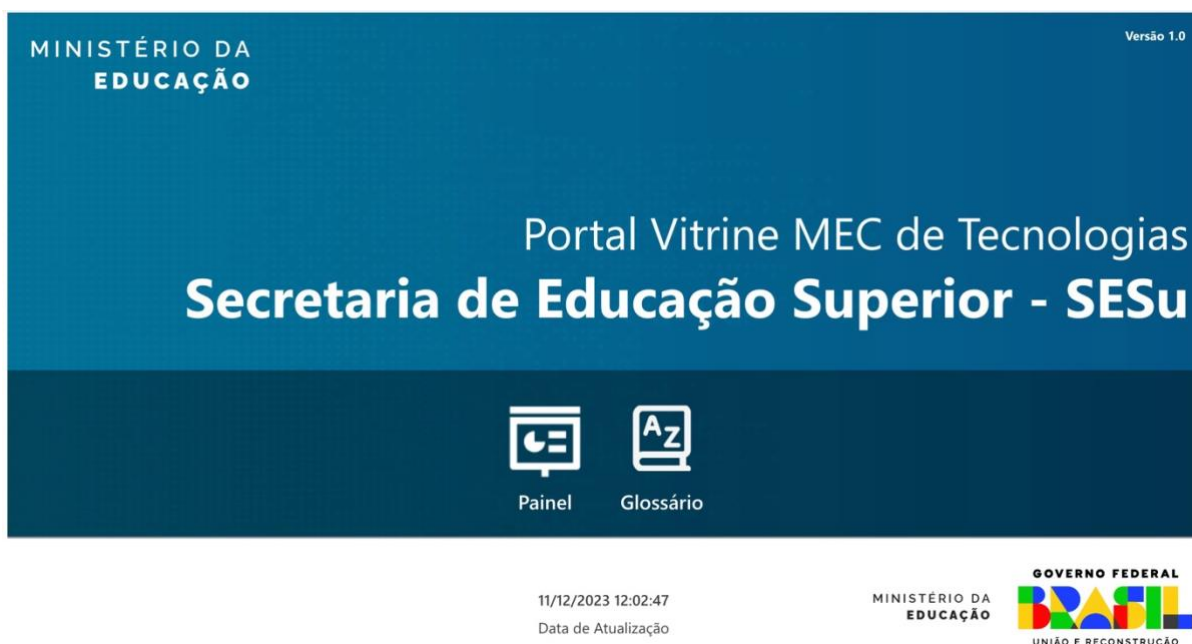 MINISTÉRIO DA
EDUCAÇÃO
Versão 1.0
Portal Vitrine MEC de Tecnologias
Secretaria de Educação Superior - SESu
AZ
Painel
Glossário
11/12/2023 12:02:47
Data de Atualização
MINISTÉRIO DA
EDUCAÇÃO
GOVERNO FEDERAL
BRASIL
UNIÃO E RECONSTRUÇÃO